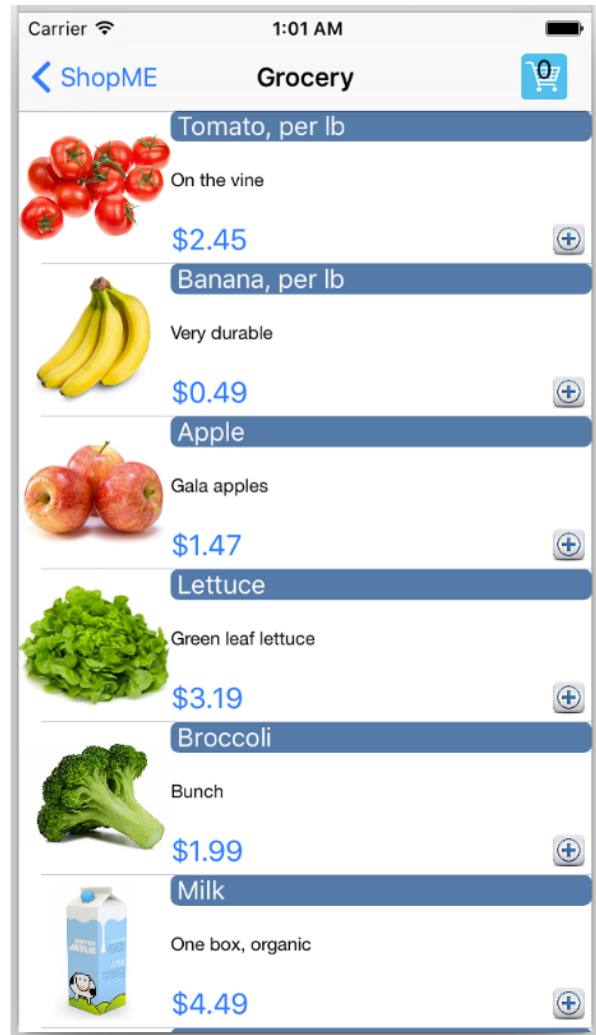 Carrier
1:01 AM
ShopME
Grocery
0
Tomato, per lb
On the vine
$2.45
Banana, per lb
Very durable
$0.49
Apple
Gala apples
$1.47
Lettuce
Green leaf lettuce
$3.19
Broccoli
Bunch
$1.99
Milk
MILK
One box, organic
$4.49